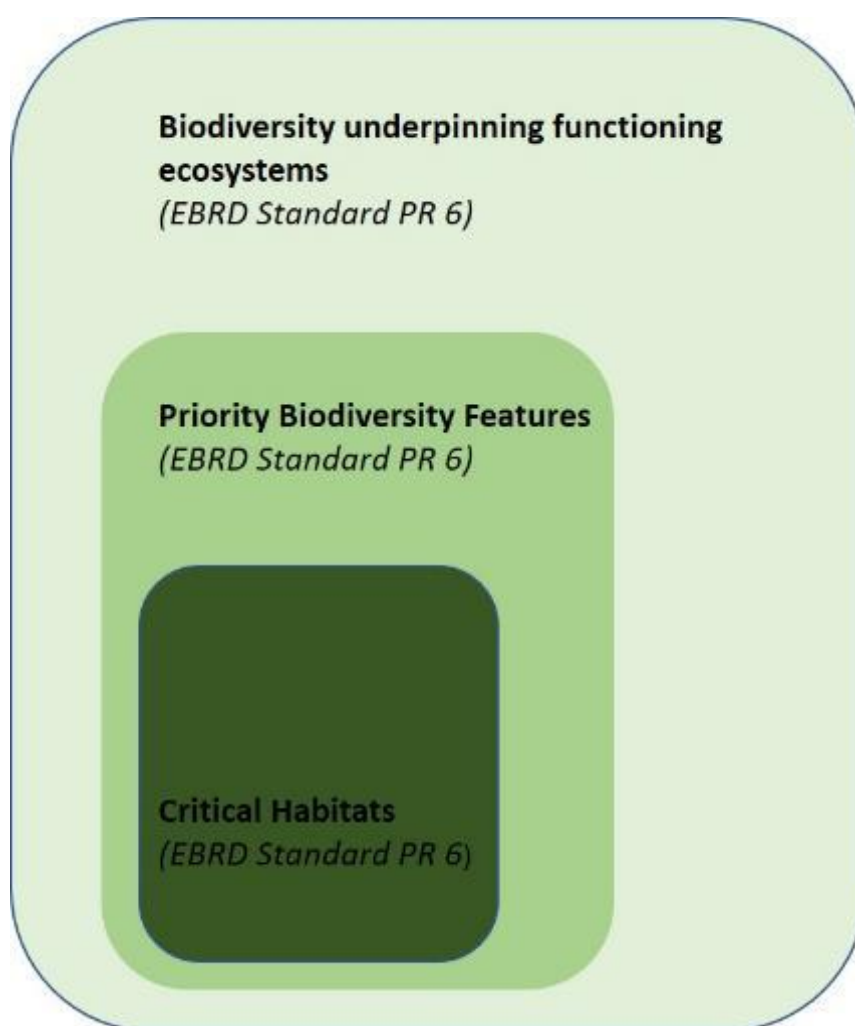 Biodiversity underpinning functioning
ecosystems
(EBRD Standard PR 6)
Priority Biodiversity Features
(EBRD Standard PR 6)
Critical Habitats
(EBRD Standard PR 6)